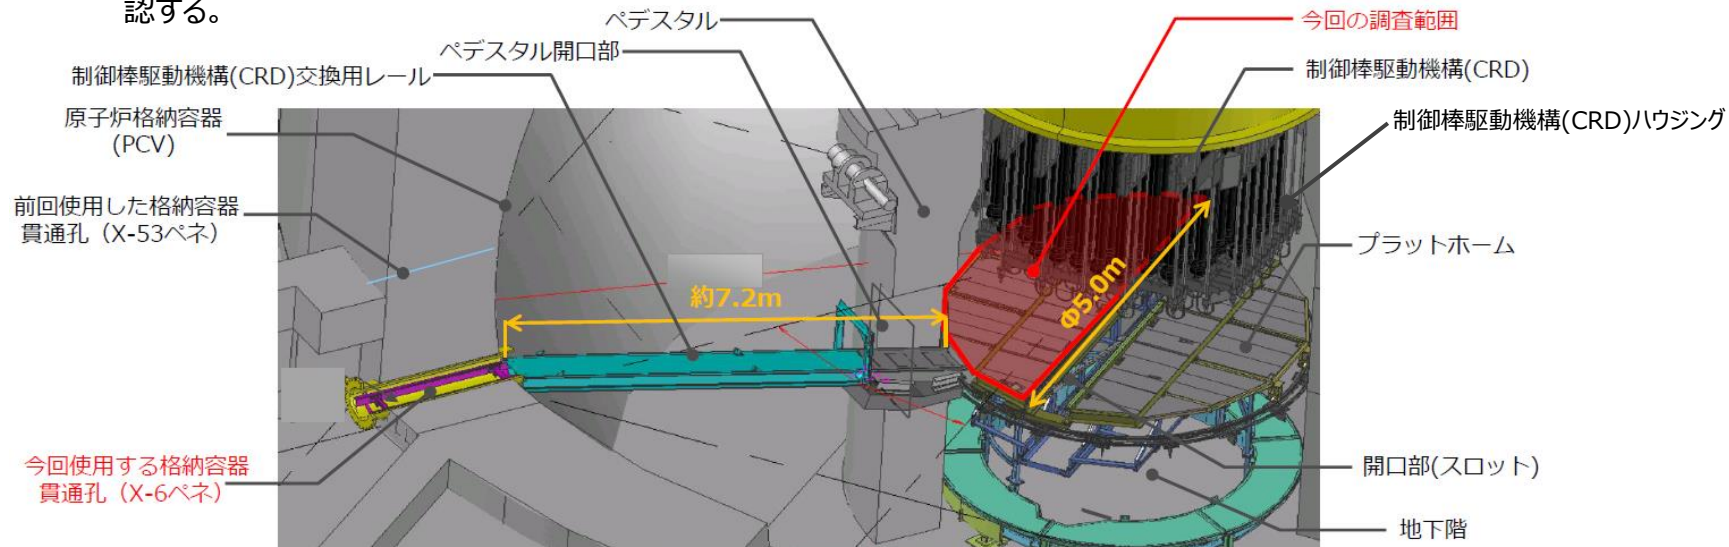 認する。
ペデスタル
ペデスタル開口部
制御棒駆動機構(CRD)交換用レール
原子炉格納容器
(PCV)
前回使用した格納容器
貫通孔（X-53ペネ）
今回使用する格納容器
貫通孔（X-6ペネ）
約7.2m
Φ5.0m
今回の調査範囲
制御棒駆動機構(CRD)
制御棒駆動機構(CRD)ハウジング
プラットホーム
開口部(スロット)
地下階